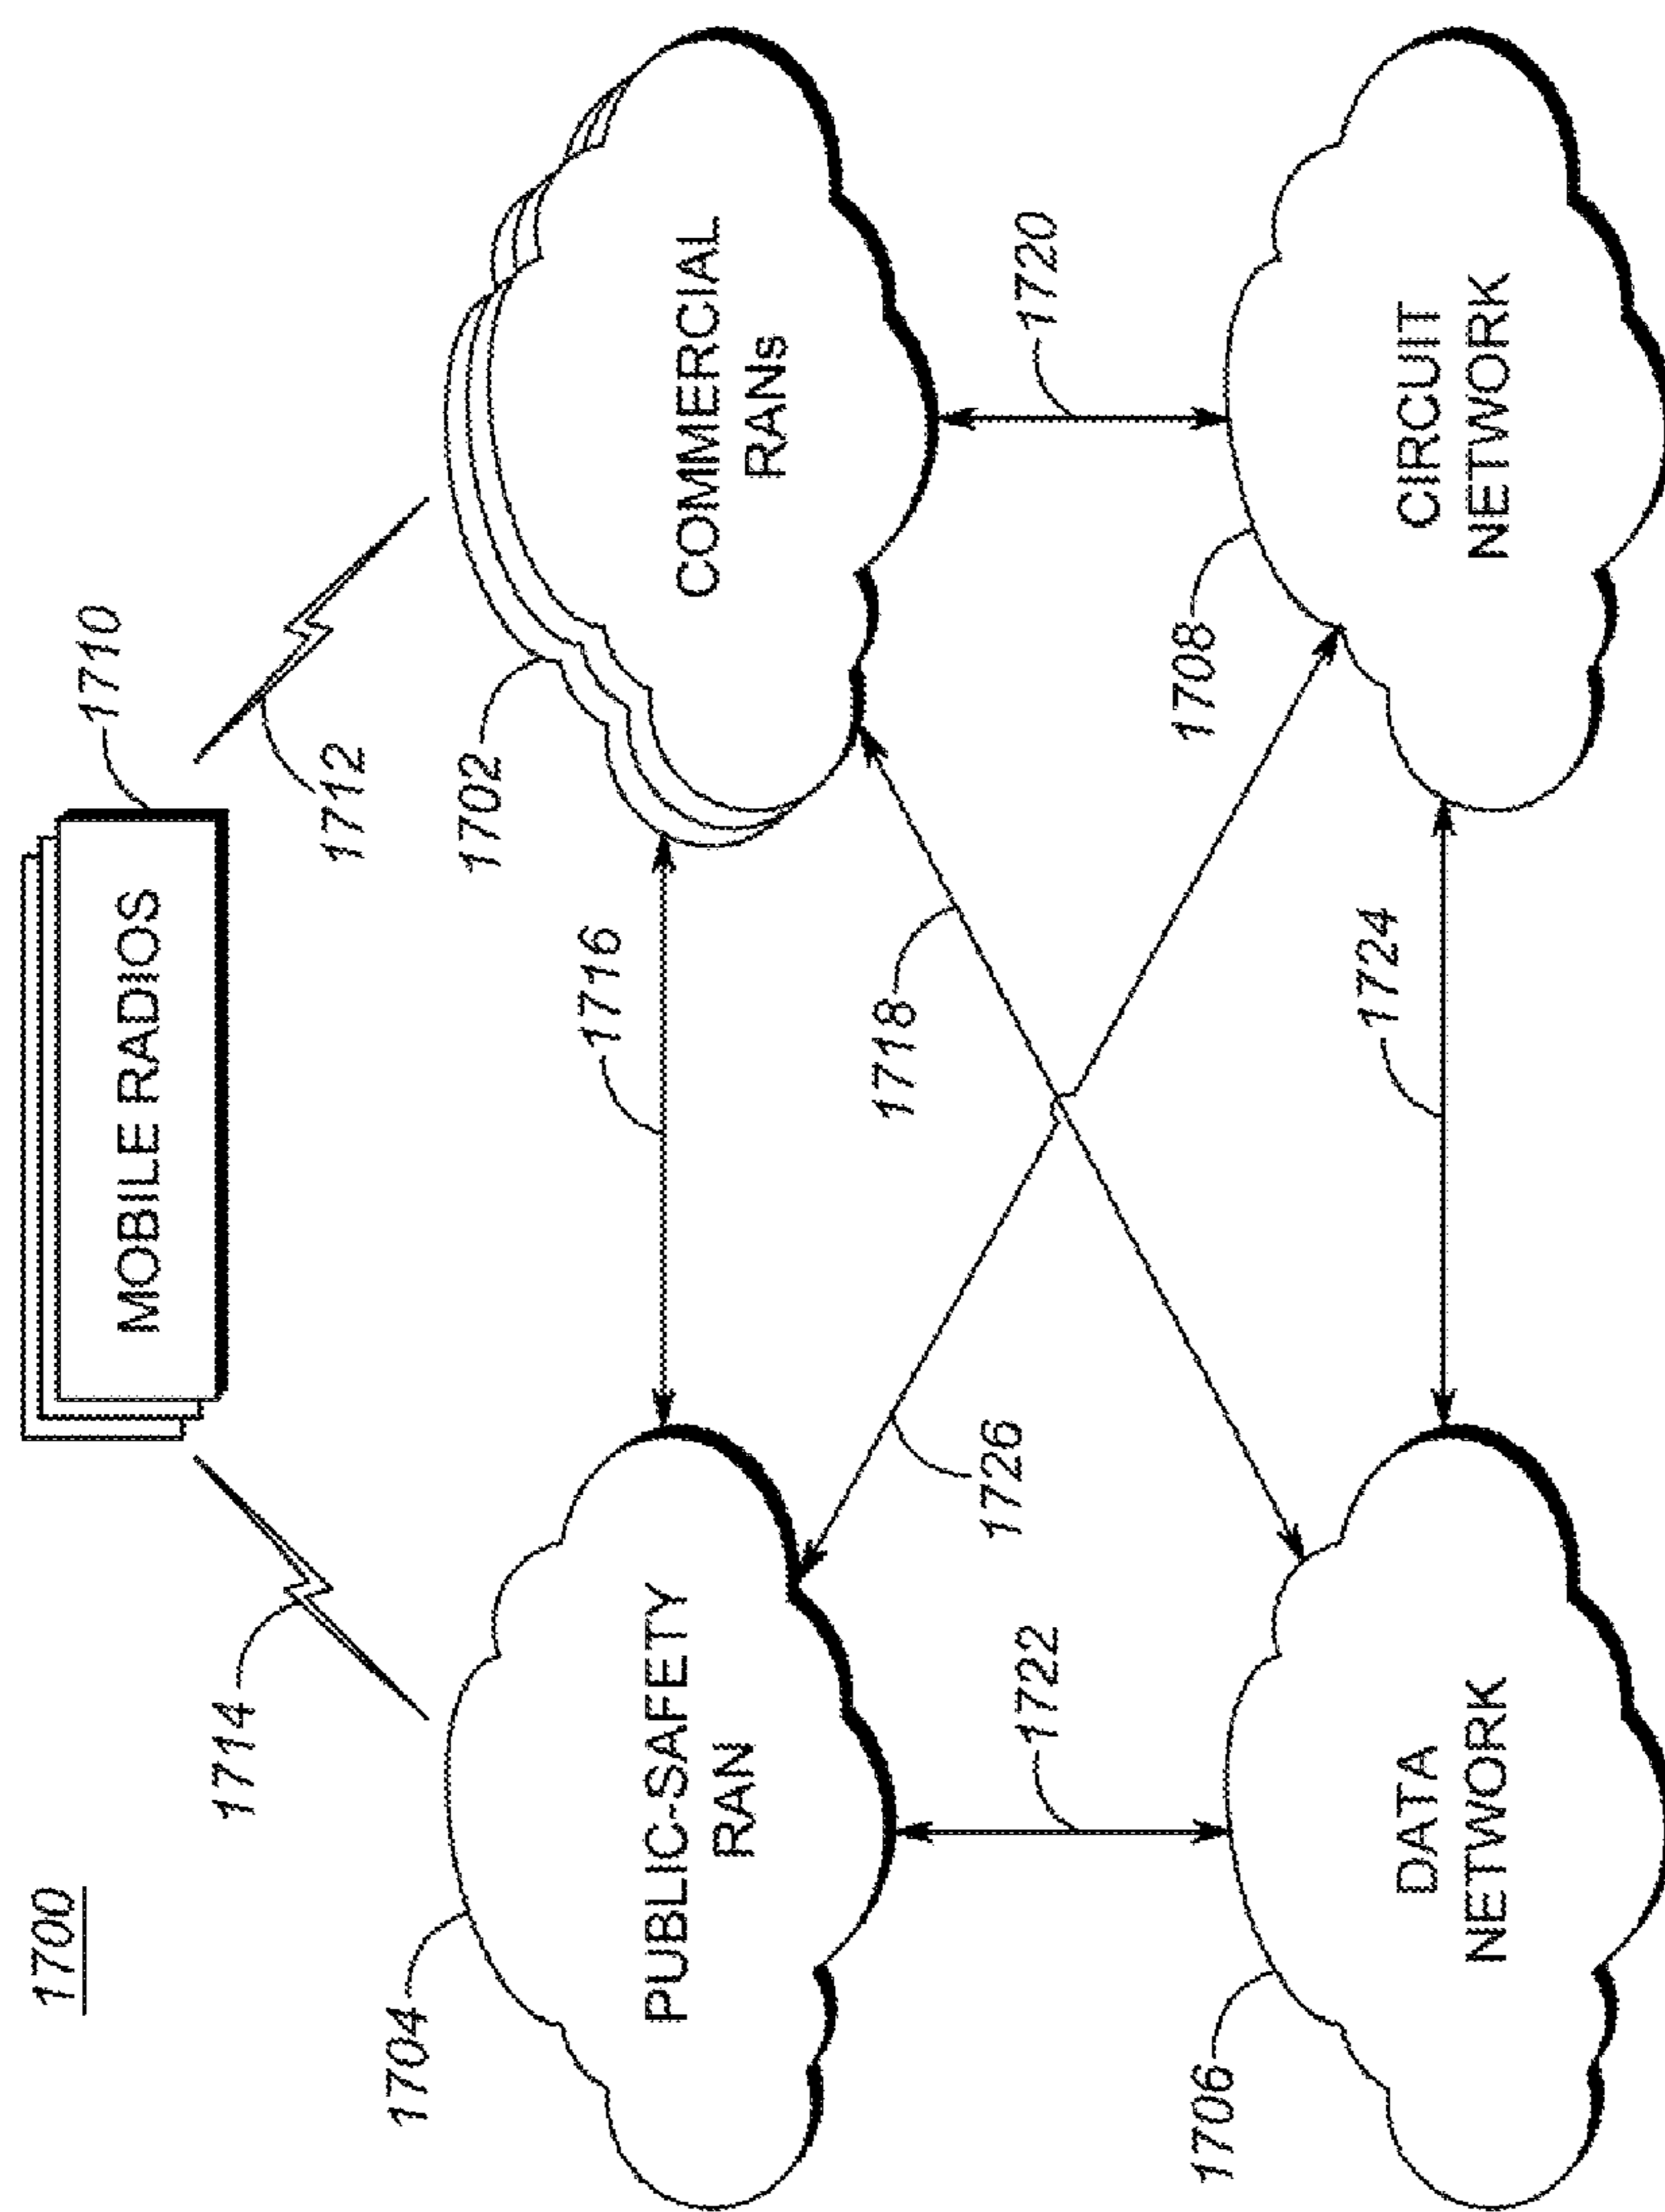 1700
MOBILE RADIOS
1710
1714
1712
1704
PUBLIC-SAFETY
RAN
1716
1702
COMMERCIAL
RANs
1718
1726
1722
1720
1706
DATA
NETWORK
1724
1708
CIRCUIT
NETWORK